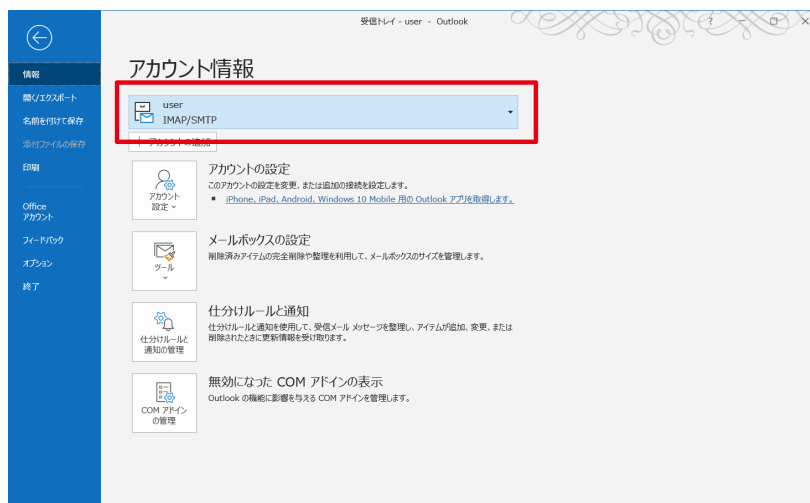 受信トレイ - user - Outlook
?
情報
開く/エクスポート
名前を付けて保存
添付ファイルの保存
印刷
Office
アカウント
フィードバック
オプション
終了
アカウント情報
user
IMAP/SMTP
+ アカウントの追加
アカウント
設定
アカウントの設定
このアカウントの設定を変更、または追加の接続を設定します。
▪ iPhone、iPad、Android、Windows 10 Mobile 用の Outlook アプリを取得します。
ツール
メールボックスの設定
削除済みアイテムの完全削除や整理を利用して、メールボックスのサイズを管理します。
仕分けルールと
通知の管理
仕分けルールと通知
仕分けルールと通知を使用して、受信メール メッセージを整理し、アイテムが追加、変更、または
削除されたときに更新情報を受け取ります。
COM アドイン
の管理
無効になった COM アドインの表示
Outlook の機能に影響を与える COM アドインを管理します。